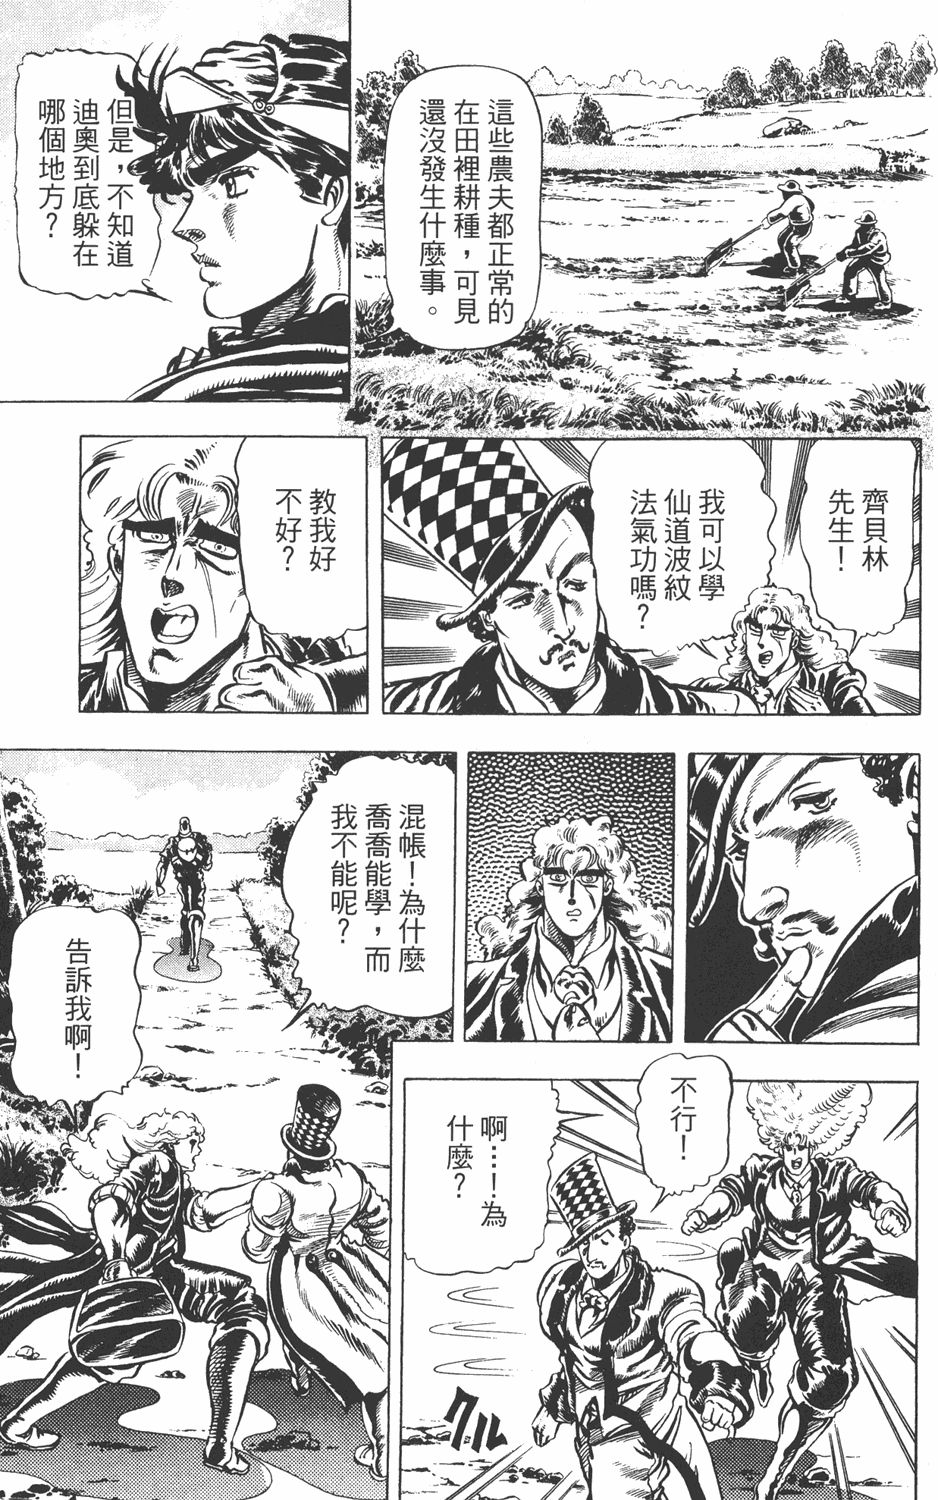 這些農夫都正常的
在田裡耕種，可見
還沒發生什麼事。
但是，不知道
迪奧到底躲在
哪個地方？
齊貝林
先生！
我可以學
仙道波紋
法氣功嗎？
教我好
不好？
不行！
啊…！為
什麼？
クル
混帳！為什麼
喬喬能學，而
我不能呢？
告訴我啊！